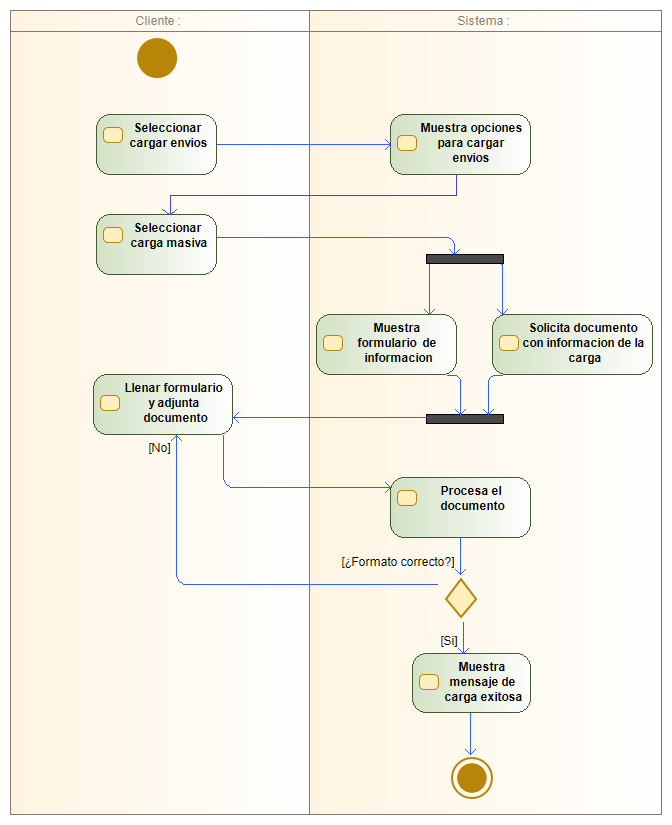 Cliente :
Sistema :
Seleccionar
cargar envios
Muestra opciones
para cargar
envios
Seleccionar
carga masiva
Muestra
formulario de
informacion
Solicita documento
con informacion de la
carga
Llenar formulario
y adjunta
documento
[No]
Procesa el
documento
[¿Formato correcto?]
[Si]
Muestra
mensaje de
carga exitosa